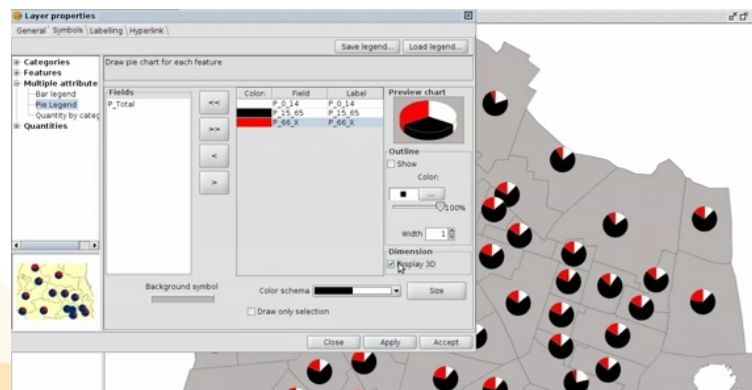 Layer properties
General Symbols Labelling Hyperlink
Save legend... Load legend...
Categories
Features
Multiple attribute
Bar legend
Pie Legend
Quantity by categ
Quantities
Draw pie chart for each feature
Fields
P_Total
<<
>>
<
>
Color Field Label
P_0_14 P_0_14
P_15_65 P_15_65
P_66_X P_66_X
Preview chart
Outline
Show
Color:
...
100%
Width 1
Dimension
Display 3D
Background symbol
Color schema
Size
Draw only selection
Close Apply Accept